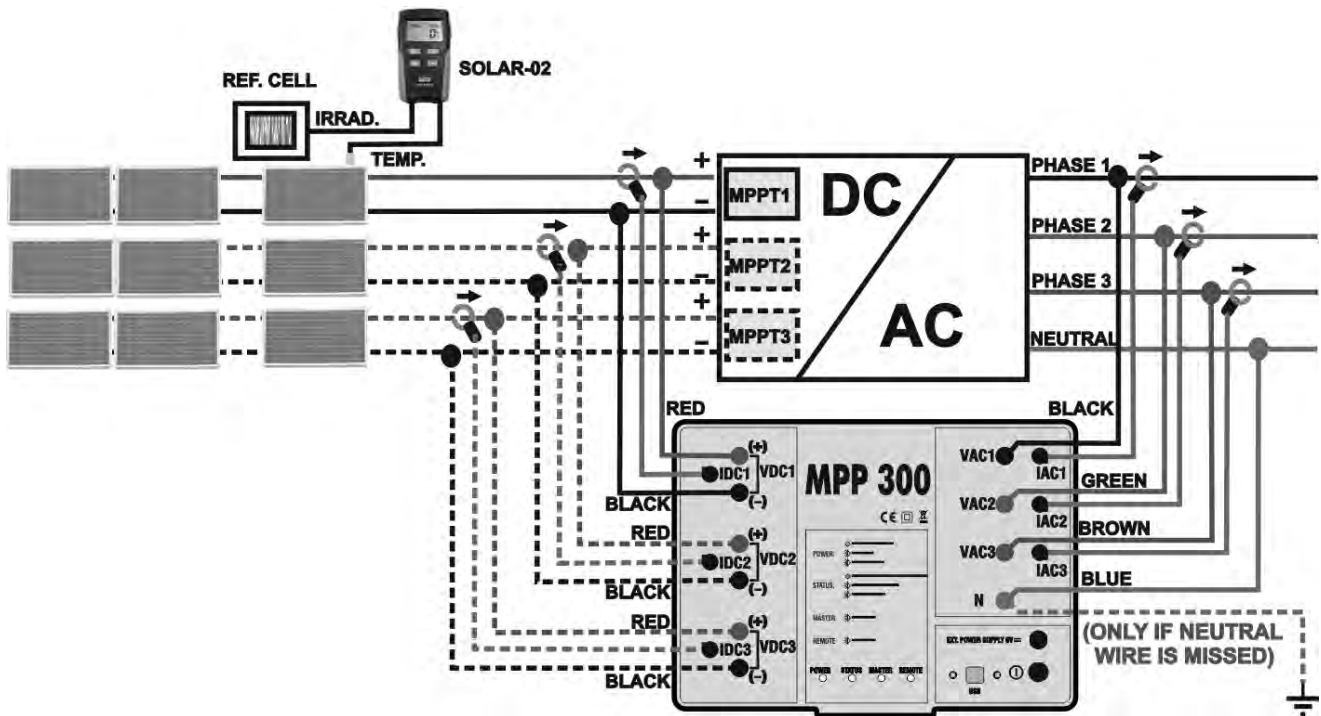 SOLAR-02
REF. CELL
IRRAD.
TEMP.
+
−
+
−
+
−
MPPT1
MPPT2
MPPT3
DC
AC
PHASE 1
PHASE 2
PHASE 3
NEUTRAL
RED
BLACK
RED
BLACK
RED
BLACK
(+)
IDC1
VDC1
(−)
(+)
IDC2
VDC2
(−)
(+)
IDC3
VDC3
(−)
MPP 300
CE
POWER
STATUS
MASTER
REMOTE
POWER STATUS MASTER REMOTE
BLACK
VAC1
IAC1
GREEN
VAC2
IAC2
BROWN
VAC3
IAC3
BLUE
N
(ONLY IF NEUTRAL
WIRE IS MISSED)
EXT. POWER SUPPLY 9V
USB